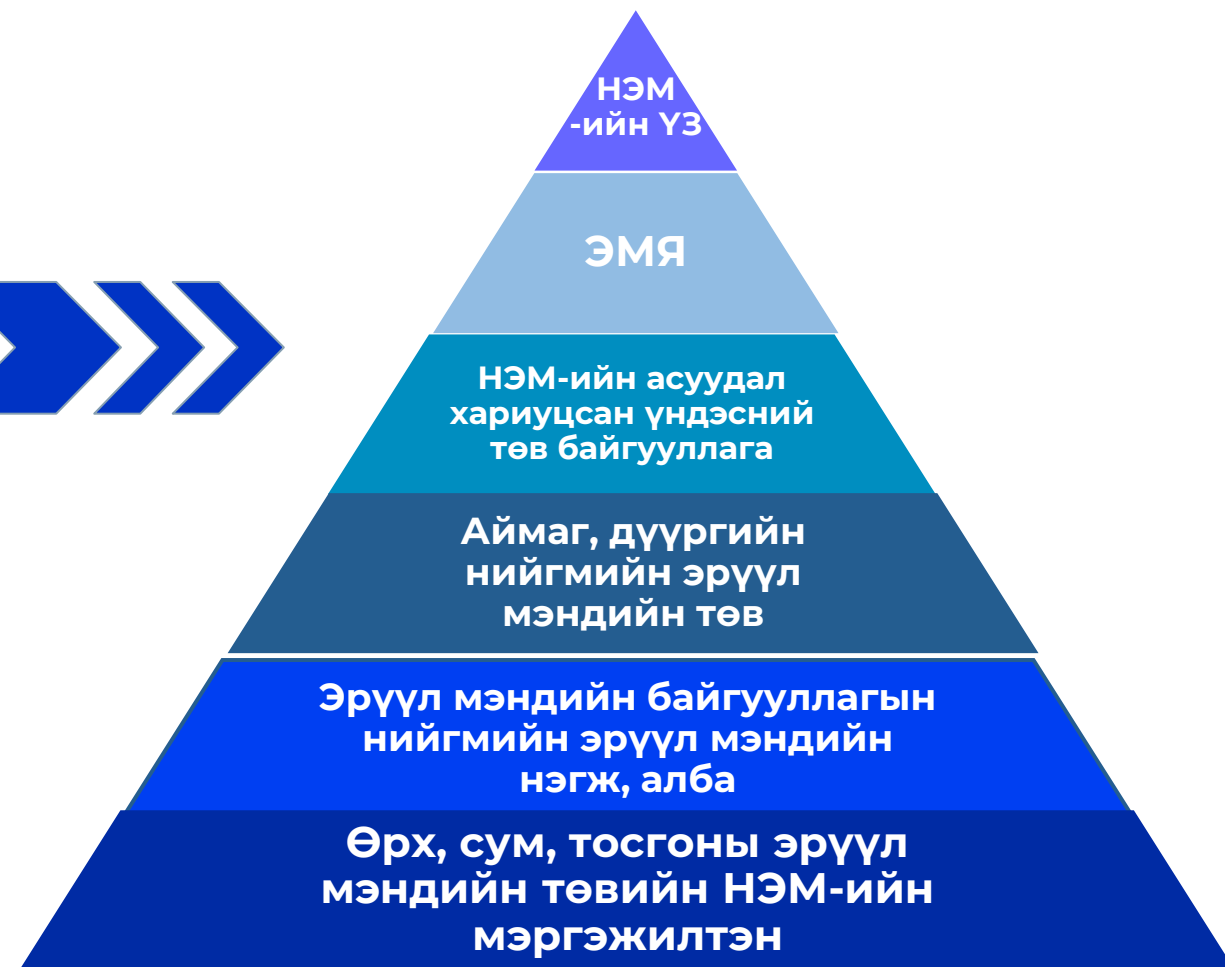 НЭМ
-ийн ҮЗ
ЭМЯ
НЭМ-ийн асуудал
хариуцсан үндэсний
төв байгууллага
Аймаг, дүүргийн
нийгмийн эрүүл
мэндийн төв
Эрүүл мэндийн байгууллагын
нийгмийн эрүүл мэндийн
нэгж, алба
Өрх, сум, тосгоны эрүүл
мэндийн төвийн НЭМ-ийн
мэргэжилтэн